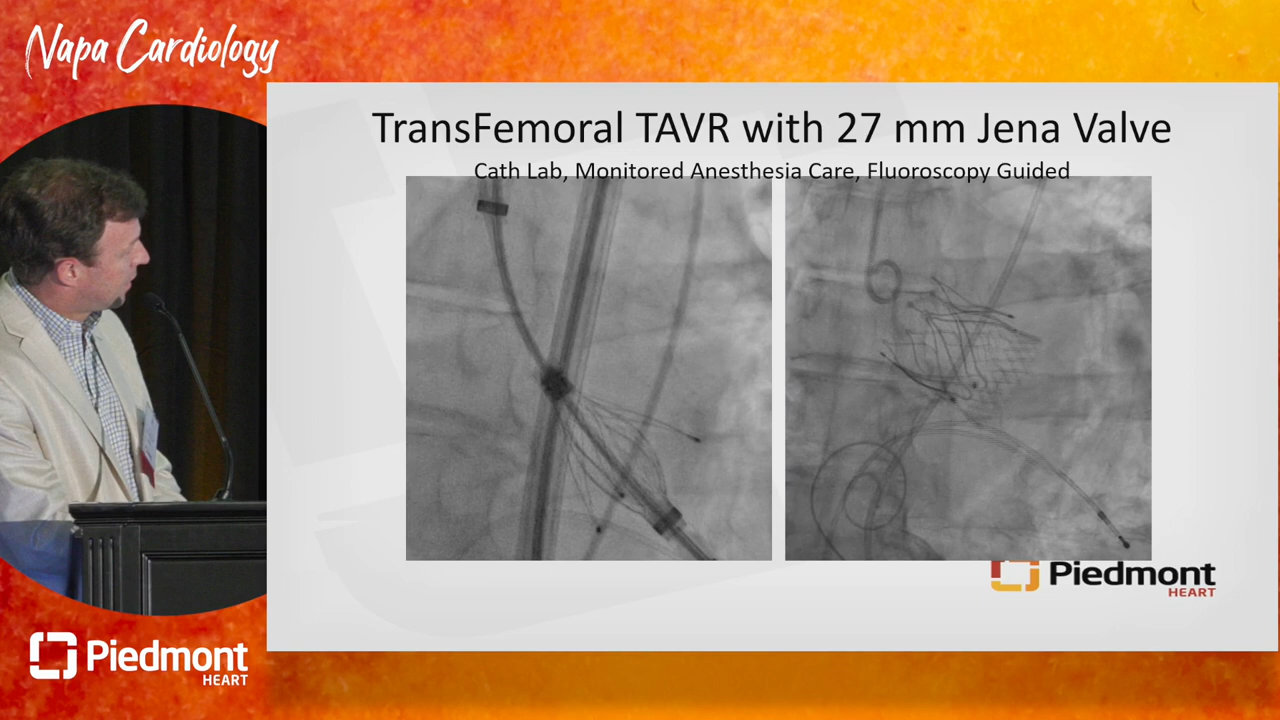 Napa Cardiology
TransFemoral TAVR with 27 mm Jena Valve
Cath Lab, Monitored Anesthesia Care, Fluoroscopy Guided
Piedmont
HEART
Piedmont
HEART